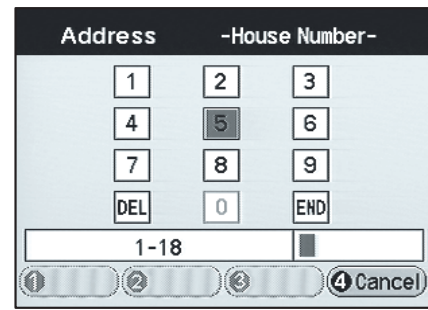 Address -House Number-
1 2 3
4 5 6
7 8 9
DEL 0 END
1-18
1 2 3 4 Cancel